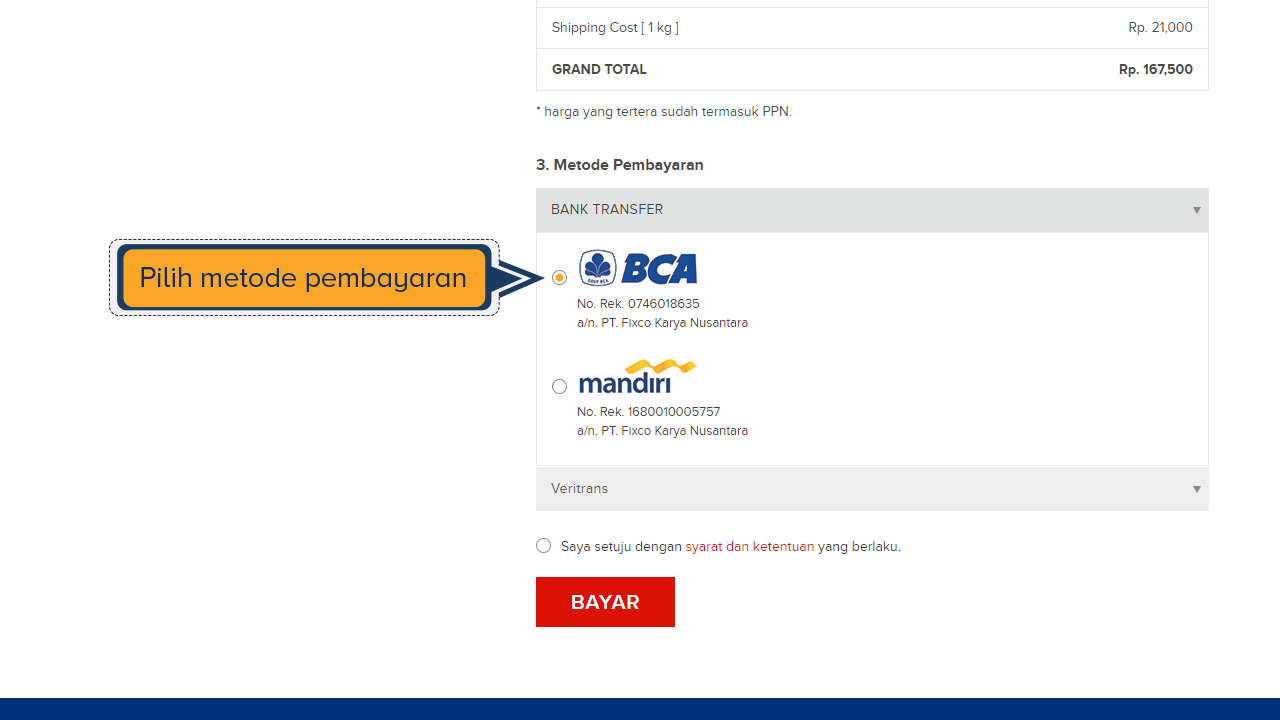 Shipping Cost [ 1 kg ] Rp. 21,000
GRAND TOTAL Rp. 167,500
* harga yang tertera sudah termasuk PPN.
3. Metode Pembayaran
BANK TRANSFER
Pilih metode pembayaran
BCA
No. Rek. 0746018635
a/n. PT. Fixco Karya Nusantara
mandiri
No. Rek. 1680010005757
a/n. PT. Fixco Karya Nusantara
Veritrans
Saya setuju dengan syarat dan ketentuan yang berlaku.
BAYAR